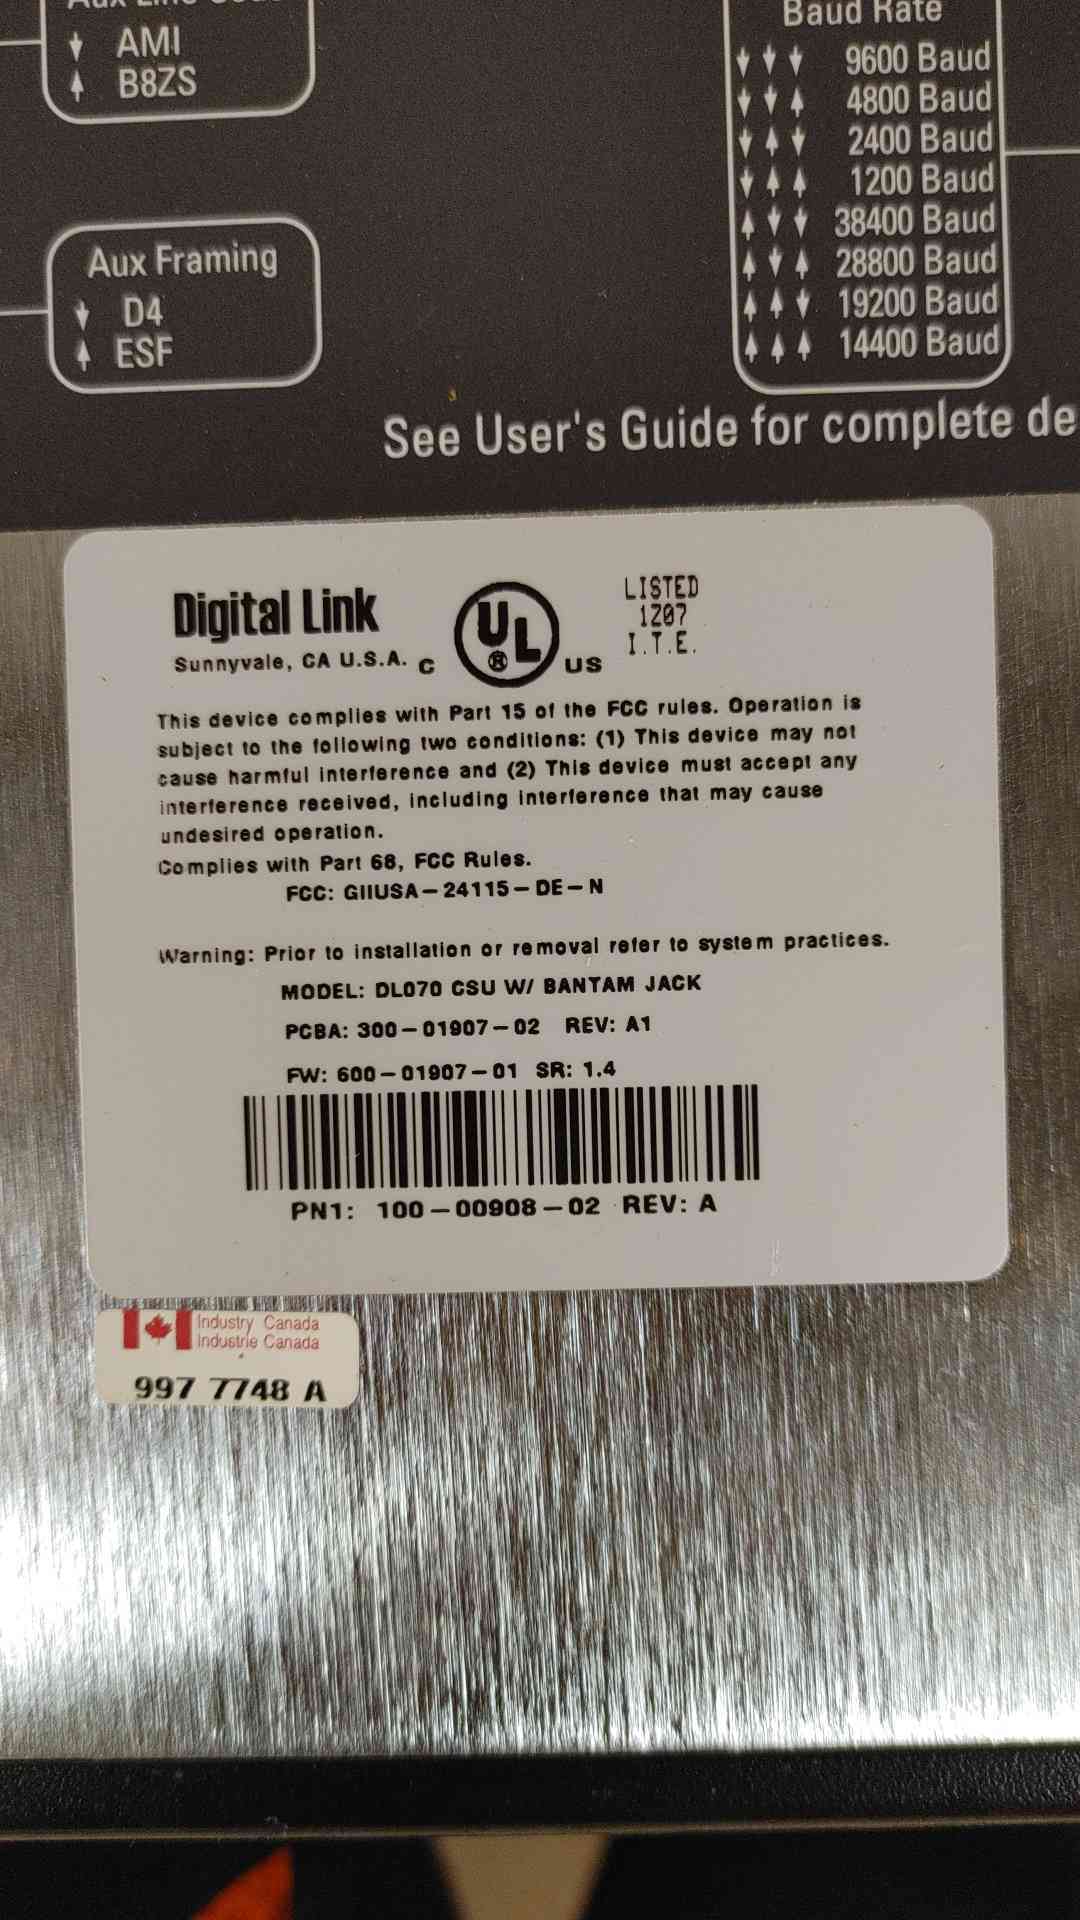 Aux Line Code
↓ AMI
↑ B8ZS
Baud Rate
↓ ↓ ↓ 9600 Baud
↓ ↓ ↑ 4800 Baud
↓ ↑ ↓ 2400 Baud
↓ ↑ ↑ 1200 Baud
↑ ↓ ↓ 38400 Baud
↑ ↓ ↑ 28800 Baud
↑ ↑ ↓ 19200 Baud
↑ ↑ ↑ 14400 Baud
Aux Framing
↓ D4
↑ ESF
See User's Guide for complete de
Digital Link
Sunnyvale, CA U.S.A.
C UL ® US
LISTED
1207
I.T.E.
This device complies with Part 15 of the FCC rules. Operation is
subject to the following two conditions: (1) This device may not
cause harmful interference and (2) This device must accept any
interference received, including interference that may cause
undesired operation.
Complies with Part 68, FCC Rules.
FCC: GIIUSA-24115-DE-N
Warning: Prior to installation or removal refer to system practices.
MODEL: DL070 CSU W/ BANTAM JACK
PCBA: 300-01907-02 REV: A1
FW: 600-01907-01 SR: 1.4
PN1: 100-00908-02 REV: A
Industry Canada
Industrie Canada
997 7748 A